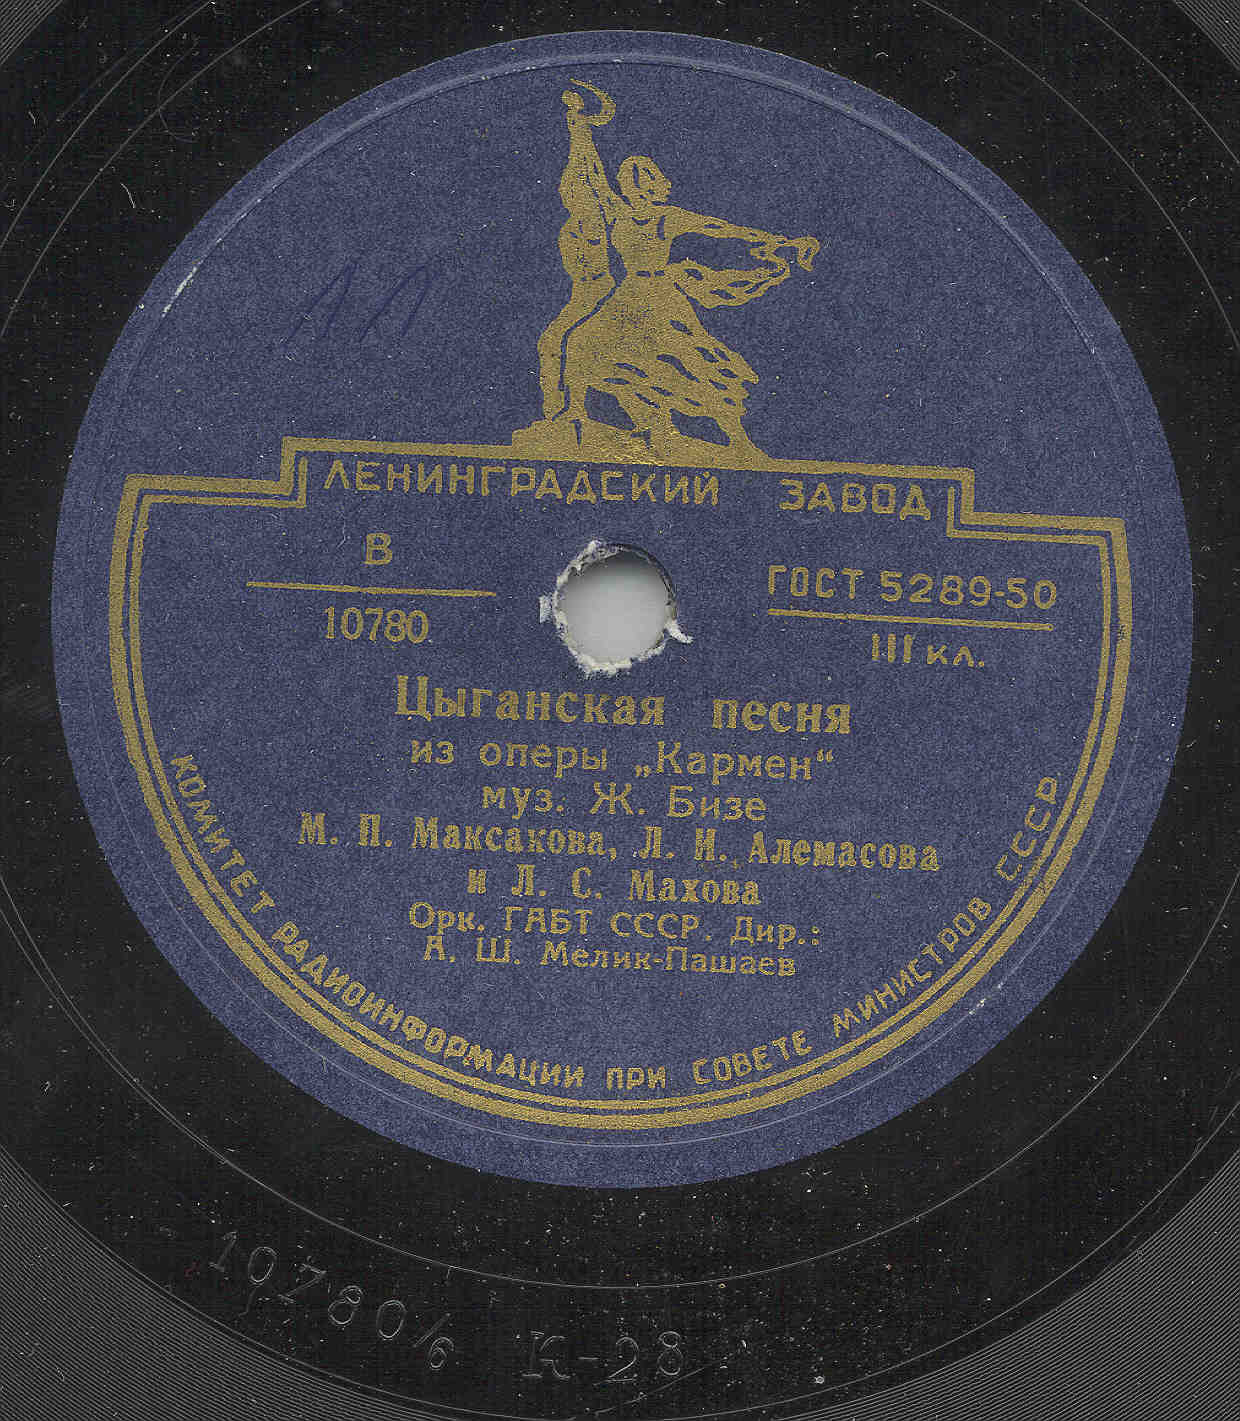 ЛЕНИНГРАДСКИЙ ЗАВОД
В
10780
ГОСТ 5289-50
III кл.
Цыганская песня
из оперы „Кармен“
муз. Ж. Бизе
М. П. Максакова, Л. И. Алемасова
и Л. С. Махова
Орк. ГАБТ СССР. Дир.:
А. Ш. Мелик-Пашаев
КОМИТЕТ РАДИОИНФОРМАЦИИ ПРИ СОВЕТЕ МИНИСТРОВ СССР
10780/6 К-28